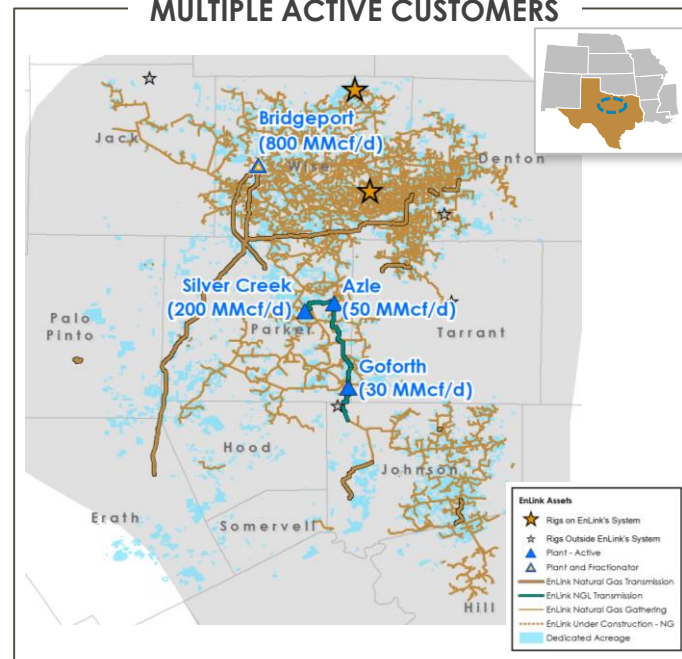 MULTIPLE ACTIVE CUSTOMERS
Bridgeport
(800 MMcf/d)
Jack
Wise
Denton
Silver Creek
(200 MMcf/d)
Azle
(50 MMcf/d)
Palo
Pinto
Parker
Tarrant
Goforth
(30 MMcf/d)
Hood
Johnson
Erath
Somervell
Hill
EnLink Assets
Rigs on EnLink's System
Rigs Outside EnLink's System
Plant - Active
Plant and Fractionator
EnLink Natural Gas Transmission
EnLink NGL Transmission
EnLink Natural Gas Gathering
EnLink Under Construction - NG
Dedicated Acreage